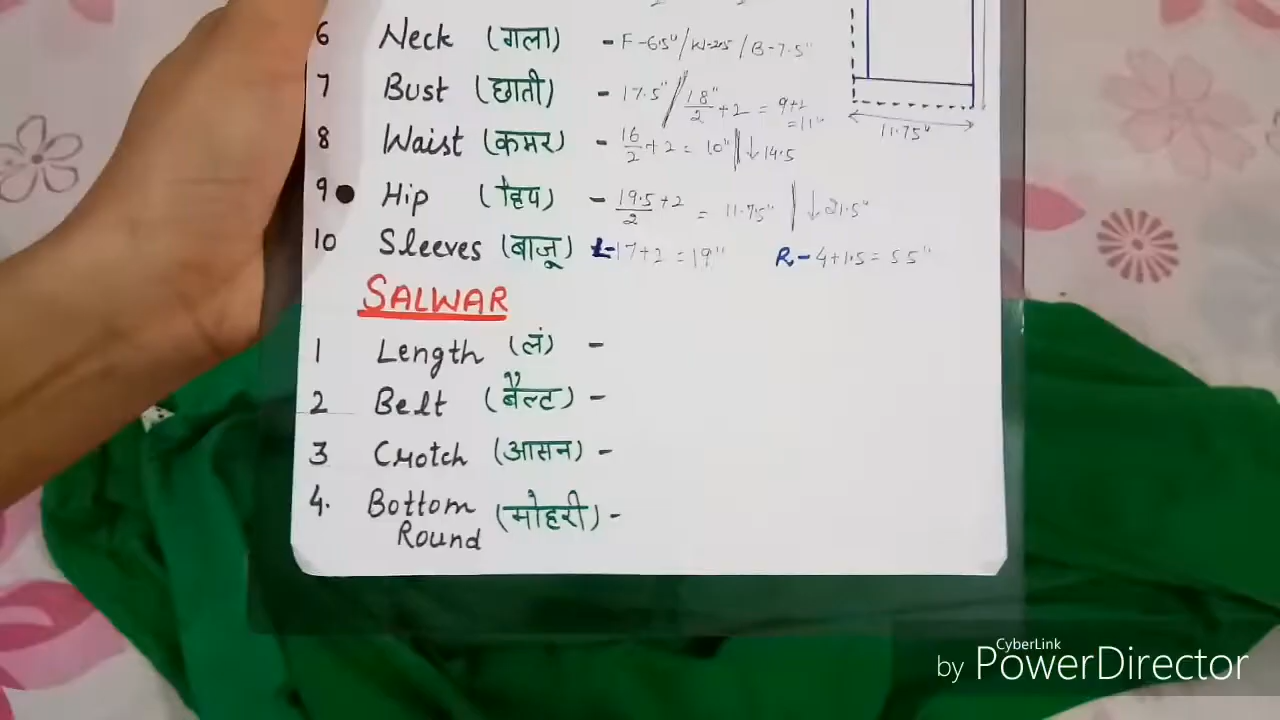 6 Neck (गला) - F-6.5"/W-2.5/B-7.5"
7 Bust (छाती) - 17.5" / 18"/2 + 2 = 9+2 = 11"
8 Waist (कमर) - 16/2 + 2 = 10" || ↓14.5
9 Hip (हिप) - 19.5+2/2 = 11.75" | ↓21.5"
10 Sleeves (बाजू) L-17+2 = 19" R-4+1.5 = 5.5"
11.75"
SALWAR
1 Length (लं) -
2 Belt (बैल्ट) -
3 Crotch (आसन) -
4. Bottom Round (मोहरी) -
CyberLink
by PowerDirector